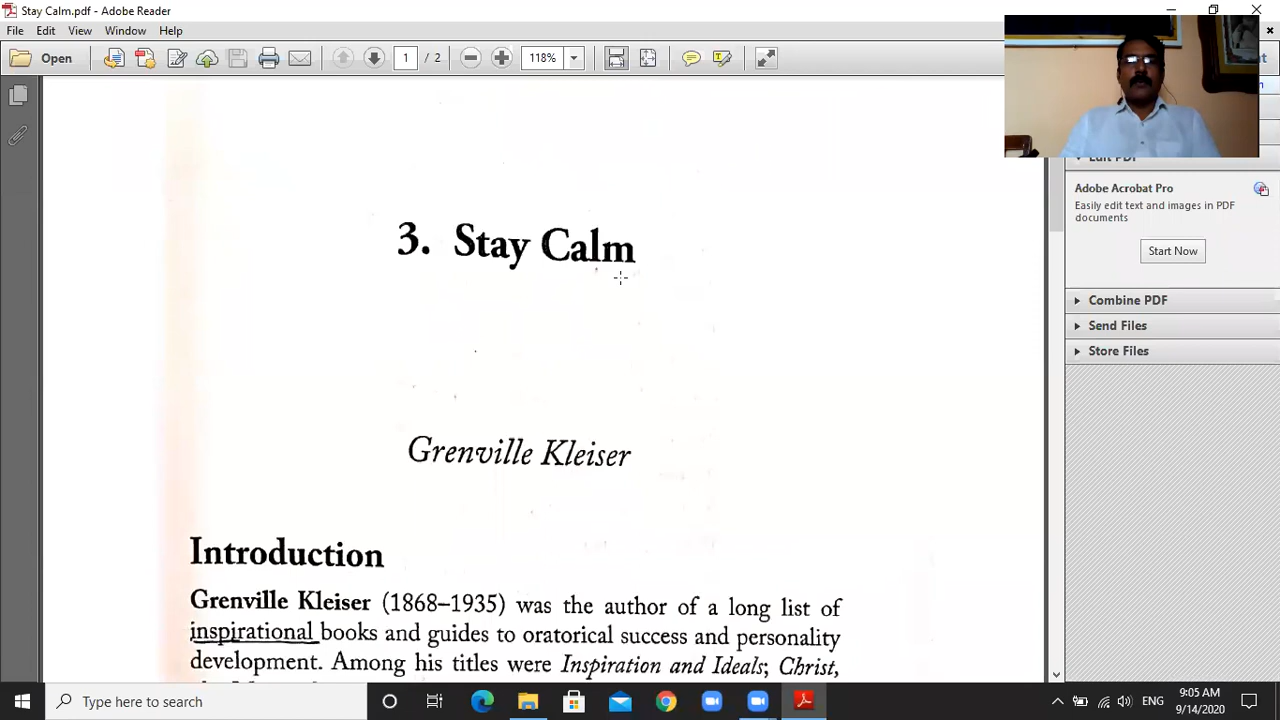 Stay Calm.pdf - Adobe Reader
File Edit View Window Help
Open 1 / 2 118%
Edit PDF
Adobe Acrobat Pro
Easily edit text and images in PDF
documents
Start Now
Combine PDF
Send Files
Store Files
3. Stay Calm
Grenville Kleiser
Introduction
Grenville Kleiser (1868–1935) was the author of a long list of
inspirational books and guides to oratorical success and personality
development. Among his titles were Inspiration and Ideals; Christ,
Type here to search
ENG
9:05 AM
9/14/2020